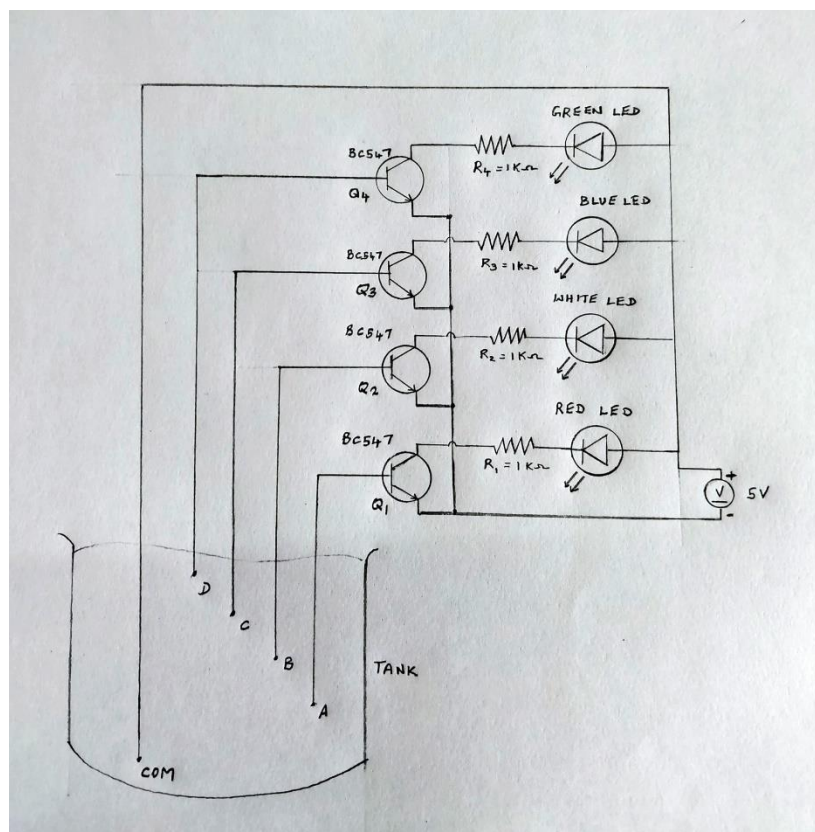 GREEN LED
BC547
Q4
R4 = 1KΩ
BLUE LED
BC547
Q3
R3 = 1KΩ
WHITE LED
BC547
Q2
R2 = 1KΩ
RED LED
BC547
Q1
R1 = 1KΩ
+
V
5V
-
D
C
B
A
TANK
COM